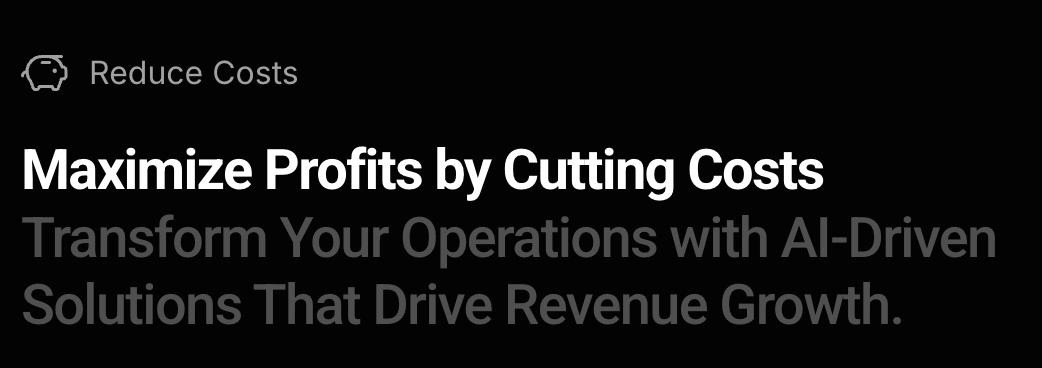 Reduce Costs
Maximize Profits by Cutting Costs
Transform Your Operations with AI-Driven
Solutions That Drive Revenue Growth.